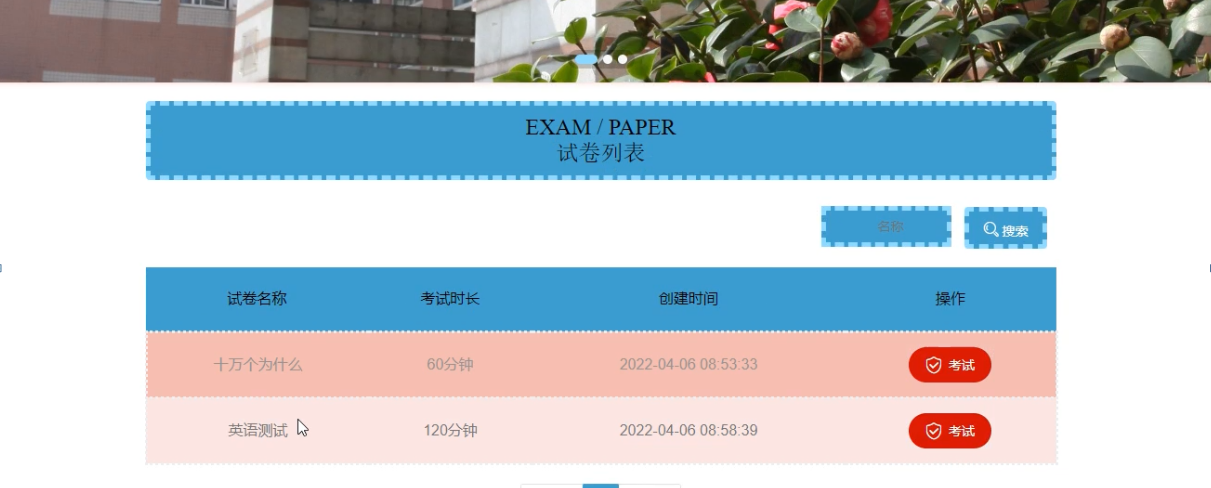 EXAM / PAPER
试卷列表
名称 搜索
试卷名称 考试时长 创建时间 操作
十万个为什么 60分钟 2022-04-06 08:53:33 考试
英语测试 120分钟 2022-04-06 08:58:39 考试